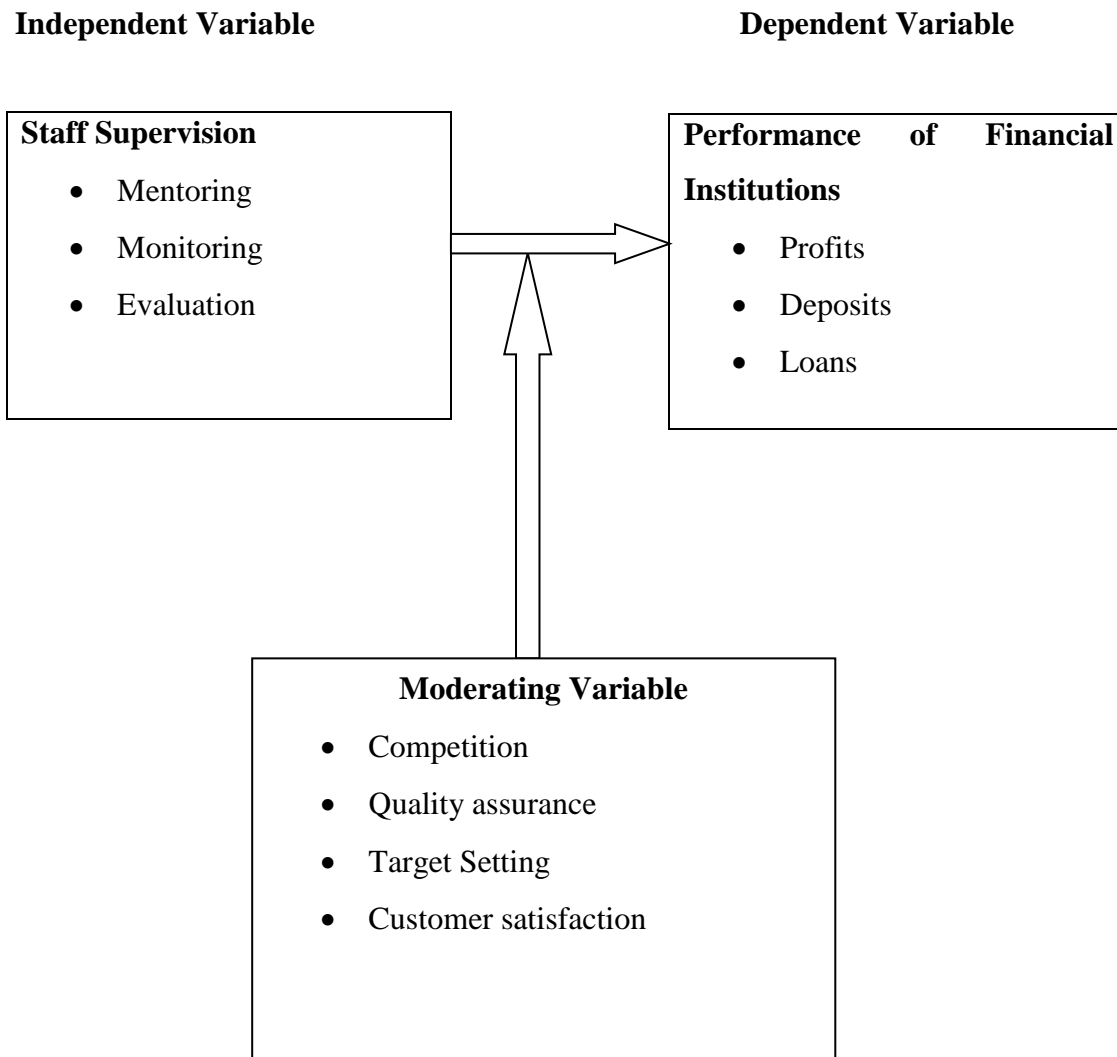 Independent Variable
Dependent Variable
Staff Supervision
• Mentoring
• Monitoring
• Evaluation
Performance of Financial
Institutions
• Profits
• Deposits
• Loans
Moderating Variable
• Competition
• Quality assurance
• Target Setting
• Customer satisfaction